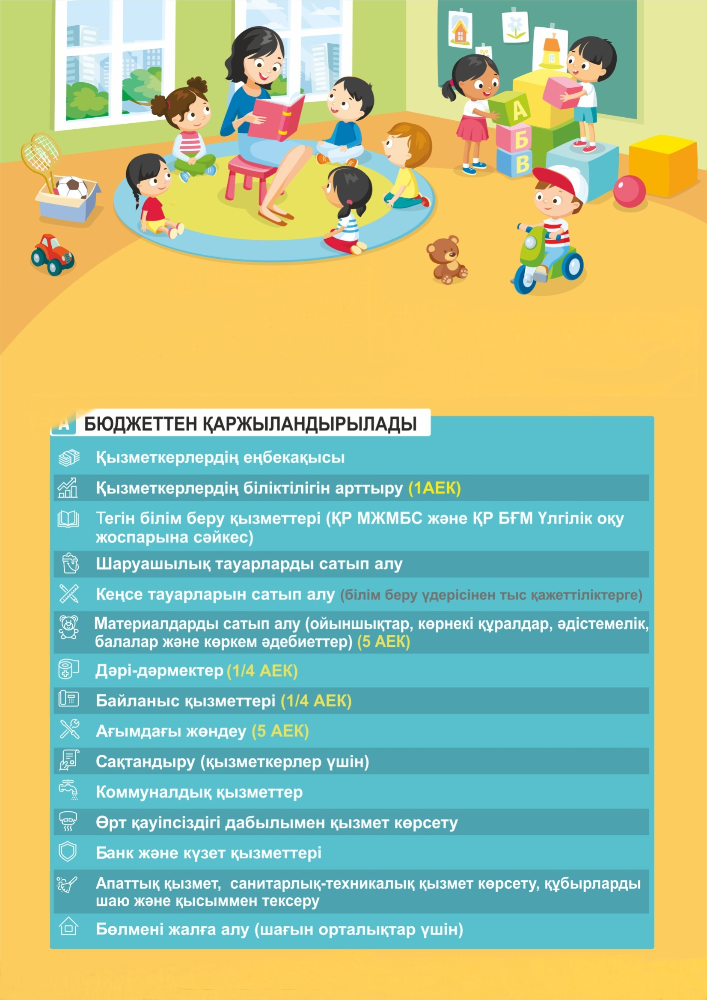 А
Б
В
А БЮДЖЕТТЕН ҚАРЖЫЛАНДЫРЫЛАДЫ
Қызметкерлердің еңбекақысы
Қызметкерлердің біліктілігін арттыру (1АЕК)
Тегін білім беру қызметтері (ҚР МЖМБС және ҚР БҒМ Үлгілік оқу
жоспарына сәйкес)
Шаруашылық тауарларды сатып алу
Кеңсе тауарларын сатып алу (білім беру үдерісінен тыс қажеттіліктерге)
Материалдарды сатып алу (ойыншықтар, көрнекі құралдар, әдістемелік,
балалар және көркем әдебиеттер) (5 АЕК)
Дәрі-дәрмектер (1/4 АЕК)
Байланыс қызметтері (1/4 АЕК)
Ағымдағы жөндеу (5 АЕК)
Сақтандыру (қызметкерлер үшін)
Коммуналдық қызметтер
Өрт қауіпсіздігі дабылымен қызмет көрсету
Банк және күзет қызметтері
Апаттық қызмет, санитарлық-техникалық қызмет көрсету, құбырларды
шаю және қысыммен тексеру
Бөлмені жалға алу (шағын орталықтар үшін)